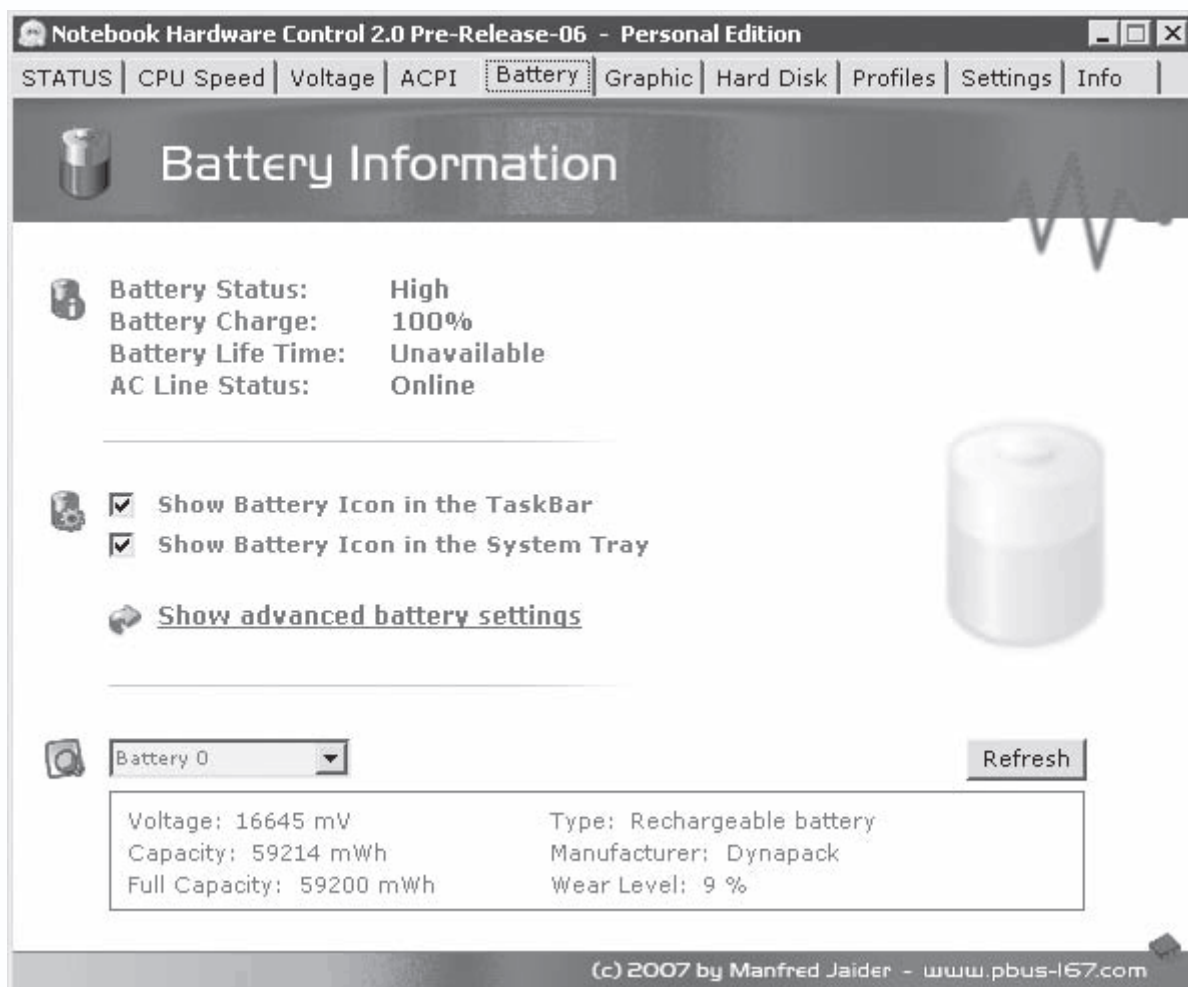 Notebook Hardware Control 2.0 Pre-Release-06 - Personal Edition
STATUS CPU Speed Voltage ACPI Battery Graphic Hard Disk Profiles Settings Info
Battery Information
Battery Status: High
Battery Charge: 100%
Battery Life Time: Unavailable
AC Line Status: Online
Show Battery Icon in the TaskBar
Show Battery Icon in the System Tray
Show advanced battery settings
Battery 0
Refresh
Voltage: 16645 mV Type: Rechargeable battery
Capacity: 59214 mWh Manufacturer: Dynapack
Full Capacity: 59200 mWh Wear Level: 9 %
(c) 2007 by Manfred Jaider - www.pbus-167.com